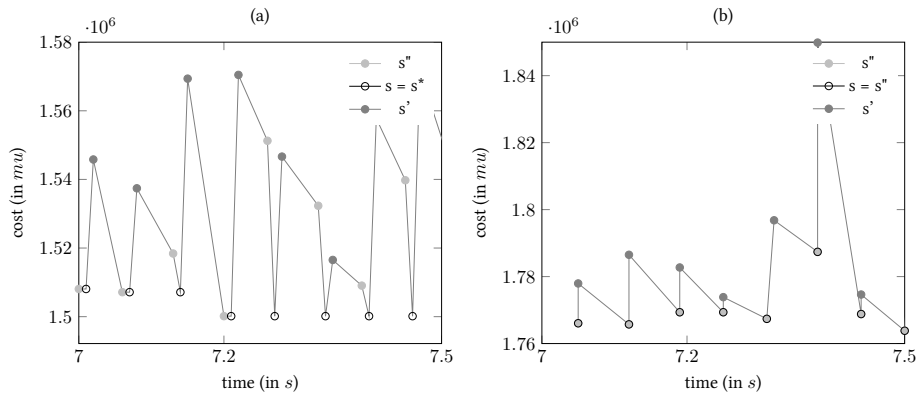 (a)
·10⁶
1.58
1.56
1.54
1.52
1.5
cost (in mu)
7
7.2
7.5
time (in s)
s"
s = s*
s'
(b)
·10⁶
1.84
1.82
1.8
1.78
1.76
cost (in mu)
7
7.2
7.5
time (in s)
s"
s = s"
s'